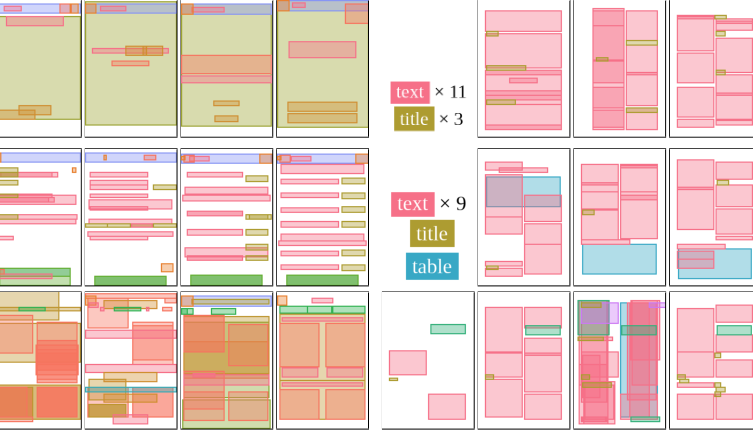 text × 11
title × 3
text × 9
title
table